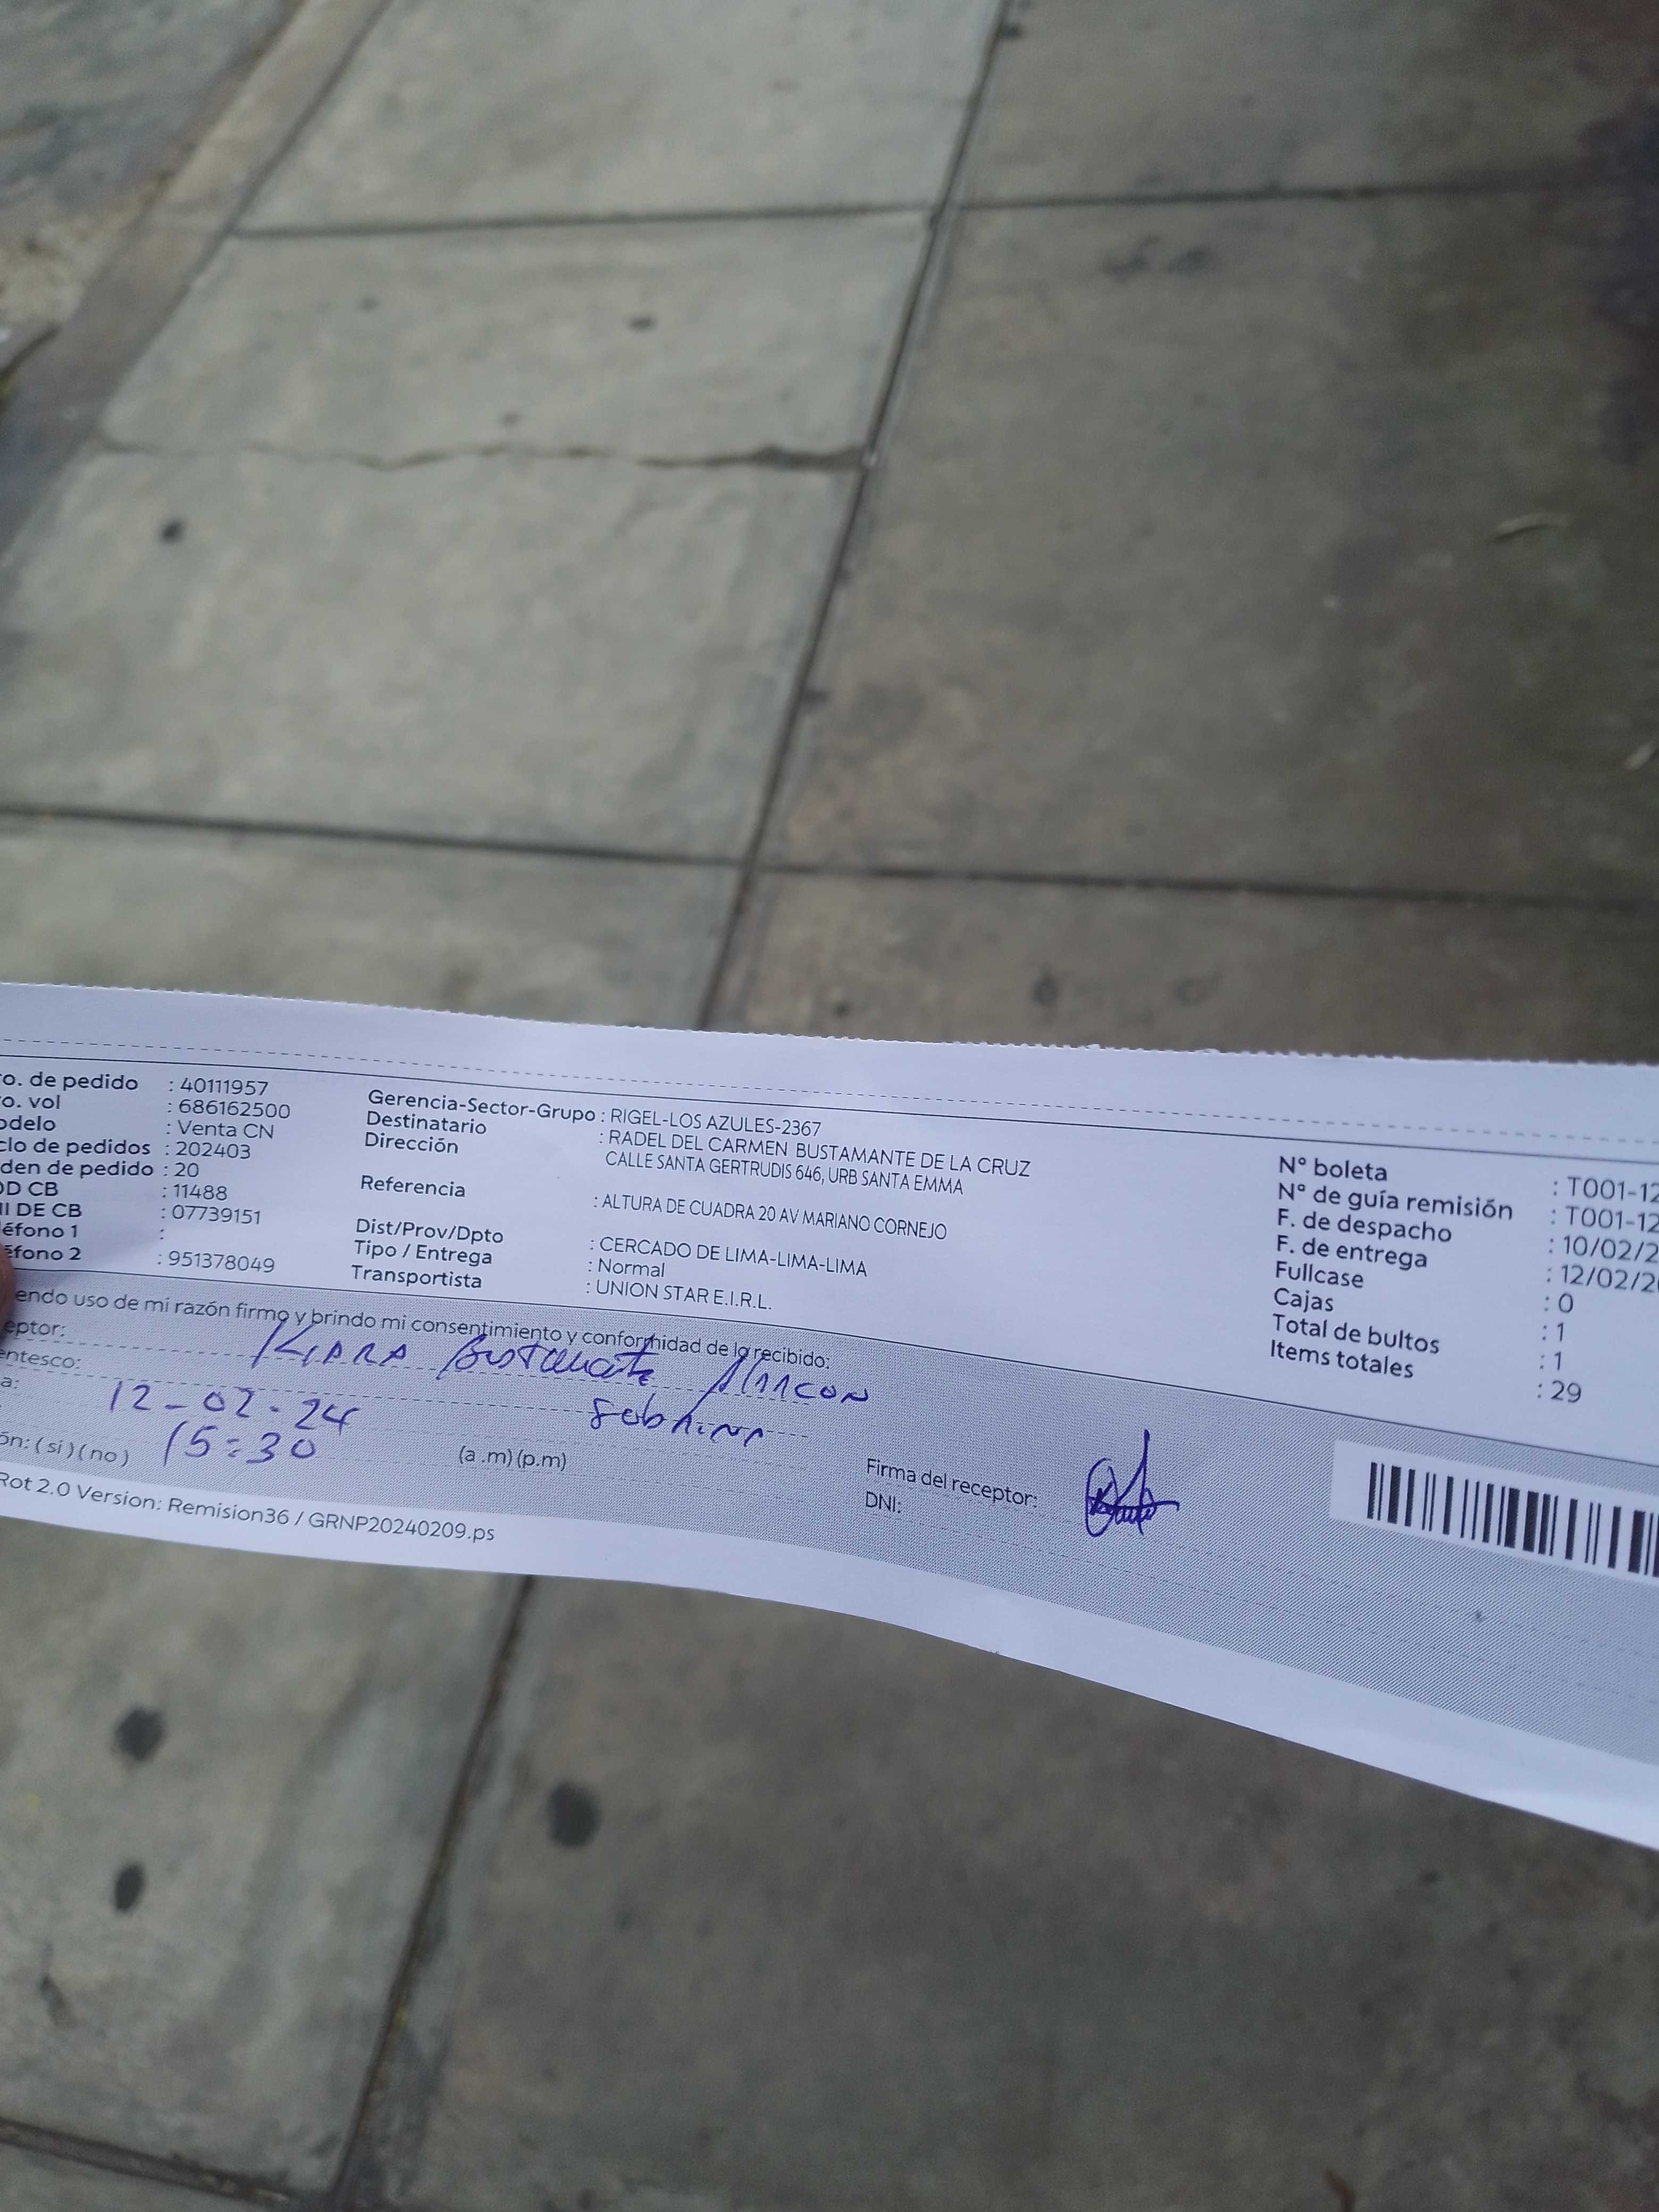 ro. de pedido : 40111957
ro. vol : 686162500
odelo : Venta CN
clo de pedidos : 202403
den de pedido : 20
OD CB : 11488
NI DE CB : 07739151
éfono 1 :
éfono 2 : 951378049
Gerencia-Sector-Grupo : RIGEL-LOS AZULES-2367
Destinatario : RADEL DEL CARMEN BUSTAMANTE DE LA CRUZ
Dirección CALLE SANTA GERTRUDIS 646, URB SANTA EMMA
Referencia : ALTURA DE CUADRA 20 AV MARIANO CORNEJO
Dist/Prov/Dpto : CERCADO DE LIMA-LIMA-LIMA
Tipo / Entrega : Normal
Transportista : UNION STAR E.I.R.L.
N° boleta : T001-12
N° de guía remisión : T001-12
F. de despacho : 10/02/2
F. de entrega : 12/02/20
Fullcase : 0
Cajas : 1
Total de bultos : 1
Items totales : 29
endo uso de mi razón firmo y brindo mi consentimiento y conformidad de lo recibido:
eptor: KIARA Bustamante Alarcon
entesco: Sobrina
a: 12-02-24
15:30 (a .m) (p.m)
ón: ( si ) ( no )
Firma del receptor:
DNI:
Rot 2.0 Version: Remision36 / GRNP20240209.ps